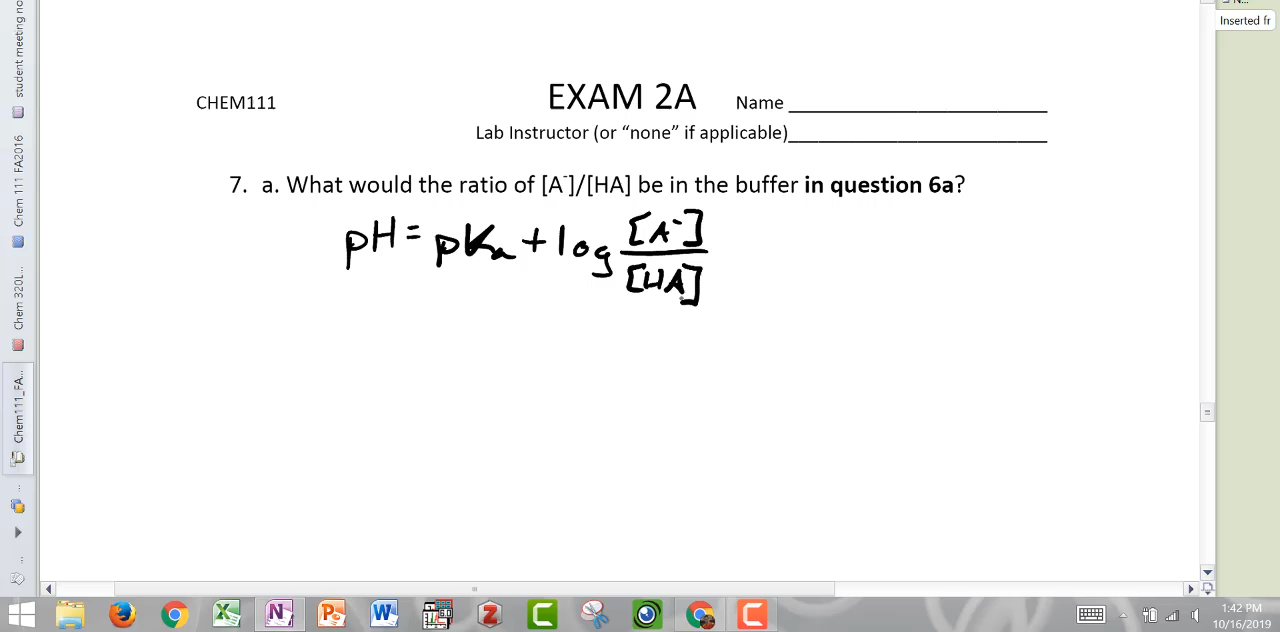 student meeting no
Chem 111 FA2016
Chem 320L...
Chem111_FA...
Inserted fr
CHEM111
EXAM 2A
Name ____________________
Lab Instructor (or “none” if applicable)____________________
7. a. What would the ratio of [A⁻]/[HA] be in the buffer in question 6a?
pH = pKa + log [A⁻]/[HA]
1:42 PM
10/16/2019